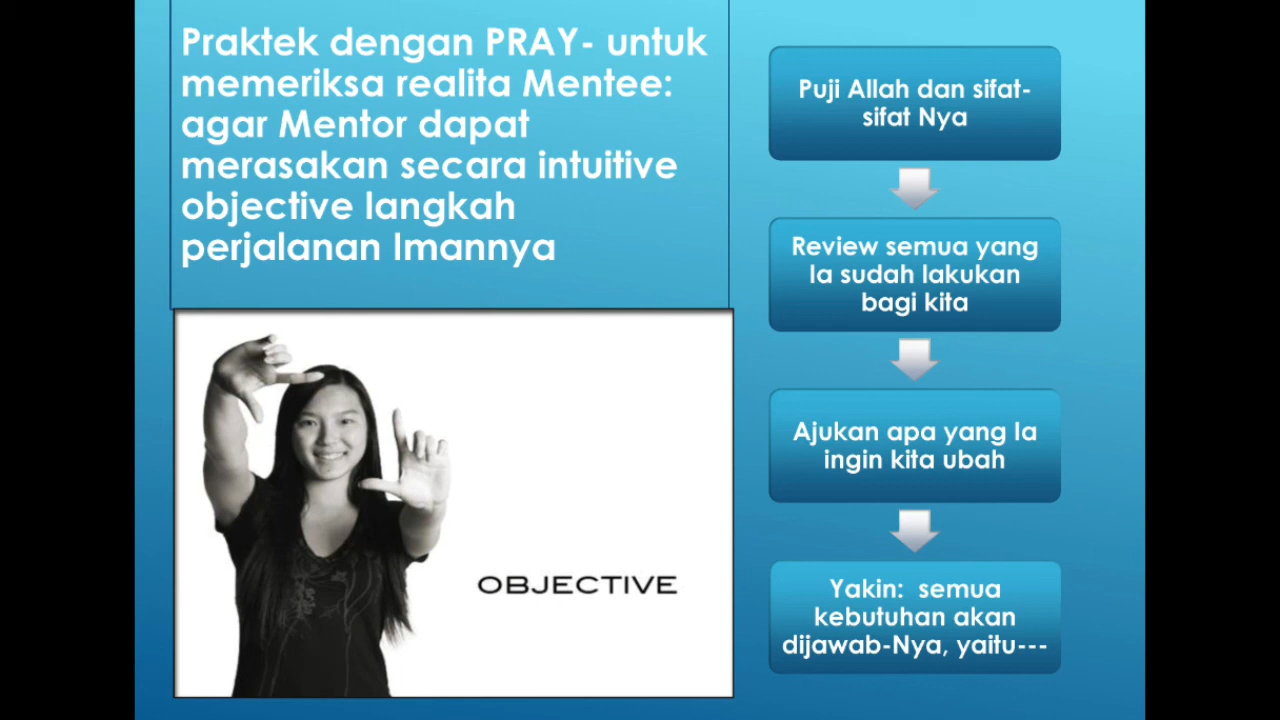 Praktek dengan PRAY- untuk
memeriksa realita Mentee:
agar Mentor dapat
merasakan secara intuitive
objective langkah
perjalanan Imannya
OBJECTIVE
Puji Allah dan sifat-
sifat Nya
Review semua yang
Ia sudah lakukan
bagi kita
Ajukan apa yang Ia
ingin kita ubah
Yakin:  semua
kebutuhan akan
dijawab-Nya, yaitu---